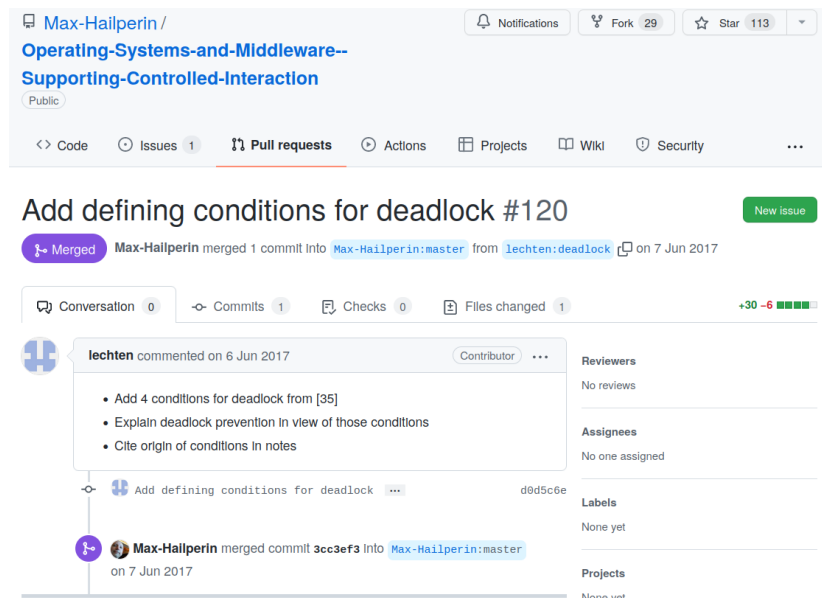 Max-Hailperin /
Operating-Systems-and-Middleware--
Supporting-Controlled-Interaction
Public
Notifications
Fork 29
Star 113
Code
Issues 1
Pull requests
Actions
Projects
Wiki
Security
...
Add defining conditions for deadlock #120
New issue
Merged
Max-Hailperin merged 1 commit into Max-Hailperin:master from lechten:deadlock on 7 Jun 2017
Conversation 0
Commits 1
Checks 0
Files changed 1
+30 −6
lechten commented on 6 Jun 2017
Contributor
...
• Add 4 conditions for deadlock from [35]
• Explain deadlock prevention in view of those conditions
• Cite origin of conditions in notes
Add defining conditions for deadlock ...
d0d5c6e
Max-Hailperin merged commit 3cc3ef3 into Max-Hailperin:master
on 7 Jun 2017
Reviewers
No reviews
Assignees
No one assigned
Labels
None yet
Projects
None yet